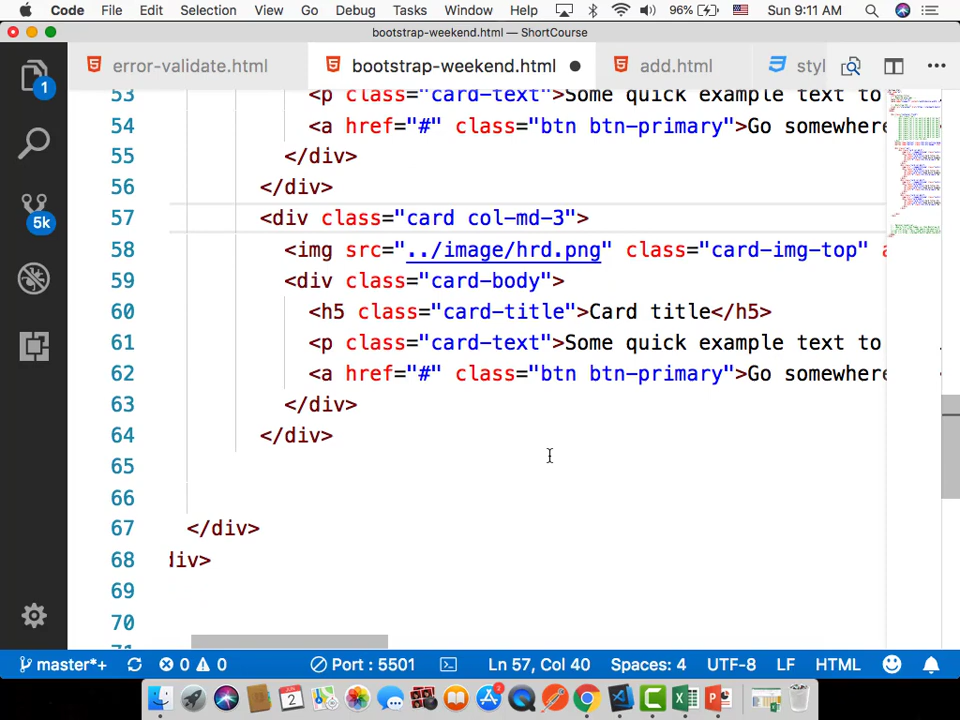 Code File Edit Selection View Go Debug Tasks Window Help 96% Sun 9:11 AM
bootstrap-weekend.html — ShortCourse
error-validate.html bootstrap-weekend.html add.html styl
1
5k
53 <p class="card-text">Some quick example text to
54 <a href="#" class="btn btn-primary">Go somewhere
55 </div>
56 </div>
57 <div class="card col-md-3">
58 <img src="../image/hrd.png" class="card-img-top" a
59 <div class="card-body">
60 <h5 class="card-title">Card title</h5>
61 <p class="card-text">Some quick example text to
62 <a href="#" class="btn btn-primary">Go somewhere
63 </div>
64 </div>
65
66
67 </div>
68 div>
69
70
71
master*+ 0 0 Port : 5501 Ln 57, Col 40 Spaces: 4 UTF-8 LF HTML
JUN 2